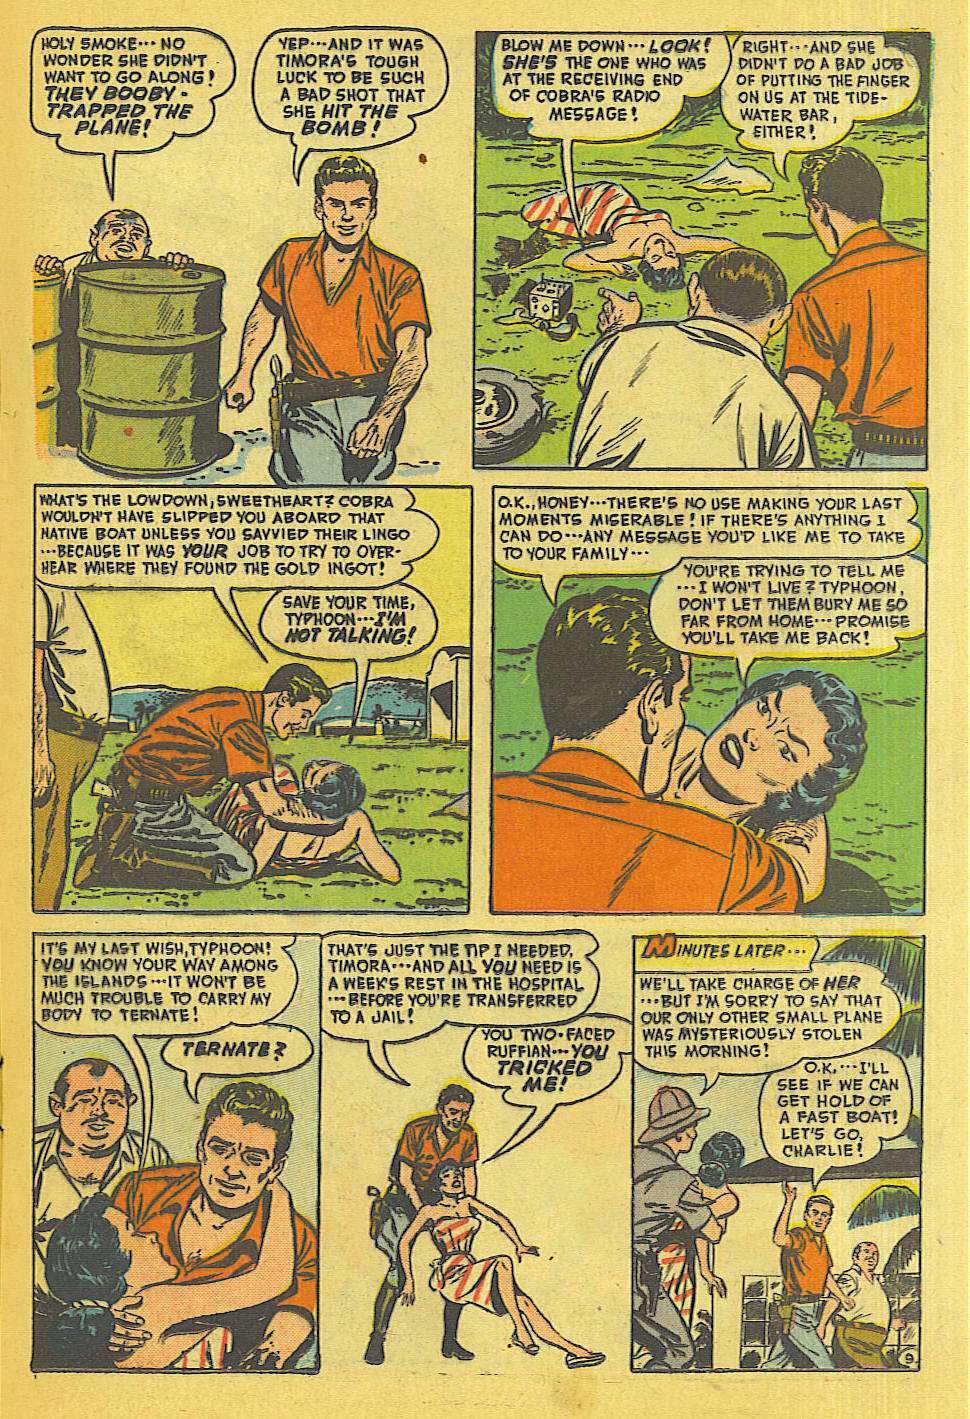 HOLY SMOKE··· NO
WONDER SHE DIDN'T
WANT TO GO ALONG!
THEY BOOBY-
TRAPPED THE
PLANE!
YEP···AND IT WAS
TIMORA'S TOUGH
LUCK TO BE SUCH
A BAD SHOT THAT
SHE HIT THE
BOMB!
BLOW ME DOWN··· LOOK!
SHE'S THE ONE WHO WAS
AT THE RECEIVING END
OF COBRA'S RADIO
MESSAGE!
RIGHT···AND SHE
DIDN'T DO A BAD JOB
OF PUTTING THE FINGER
ON US AT THE TIDE-
WATER BAR,
EITHER!
WHAT'S THE LOWDOWN, SWEETHEART? COBRA
WOULDN'T HAVE SLIPPED YOU ABOARD THAT
NATIVE BOAT UNLESS YOU SAVVIED THEIR LINGO
···BECAUSE IT WAS YOUR JOB TO TRY TO OVER-
HEAR WHERE THEY FOUND THE GOLD INGOT!
SAVE YOUR TIME,
TYPHOON···I'M
NOT TALKING!
O.K., HONEY···THERE'S NO USE MAKING YOUR LAST
MOMENTS MISERABLE! IF THERE'S ANYTHING I
CAN DO···ANY MESSAGE YOU'D LIKE ME TO TAKE
TO YOUR FAMILY···
YOU'RE TRYING TO TELL ME
···I WON'T LIVE? TYPHOON,
DON'T LET THEM BURY ME SO
FAR FROM HOME···PROMISE
YOU'LL TAKE ME BACK!
IT'S MY LAST WISH, TYPHOON!
YOU KNOW YOUR WAY AMONG
THE ISLANDS···IT WON'T BE
MUCH TROUBLE TO CARRY MY
BODY TO TERNATE!
TERNATE?
THAT'S JUST THE TIP I NEEDED,
TIMORA···AND ALL YOU NEED IS
A WEEK'S REST IN THE HOSPITAL
···BEFORE YOU'RE TRANSFERRED
TO A JAIL!
YOU TWO-FACED
RUFFIAN···YOU
TRICKED
ME!
MINUTES LATER···
WE'LL TAKE CHARGE OF HER
···BUT I'M SORRY TO SAY THAT
OUR ONLY OTHER SMALL PLANE
WAS MYSTERIOUSLY STOLEN
THIS MORNING!
O.K.···I'LL
SEE IF WE CAN
GET HOLD OF
A FAST BOAT!
LET'S GO,
CHARLIE!
9